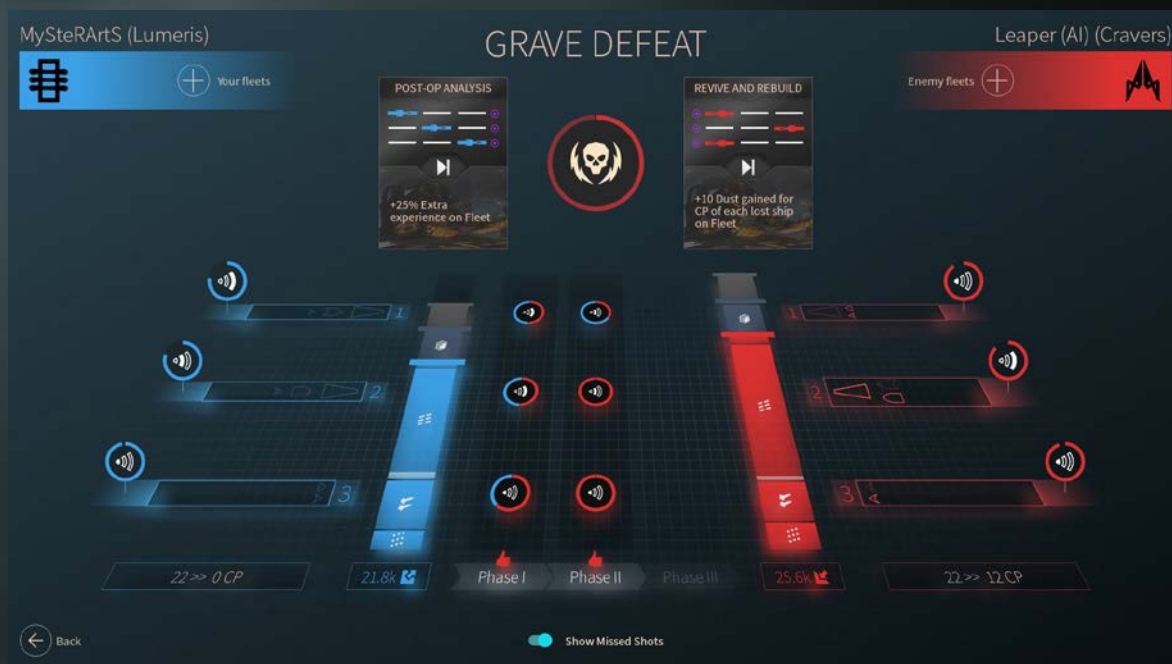 MySteRArtS (Lumeris)
GRAVE DEFEAT
Leaper (AI) (Cravers)
Your fleets
Enemy fleets
POST-OP ANALYSIS
+25% Extra
experience on Fleet
REVIVE AND REBUILD
+10 Dust gained for
CP of each lost ship
on Fleet
1
1
2
2
3
3
22 >> 0 CP
21.8k
Phase I
Phase II
Phase III
25.6k
22 >> 12 CP
Back
Show Missed Shots